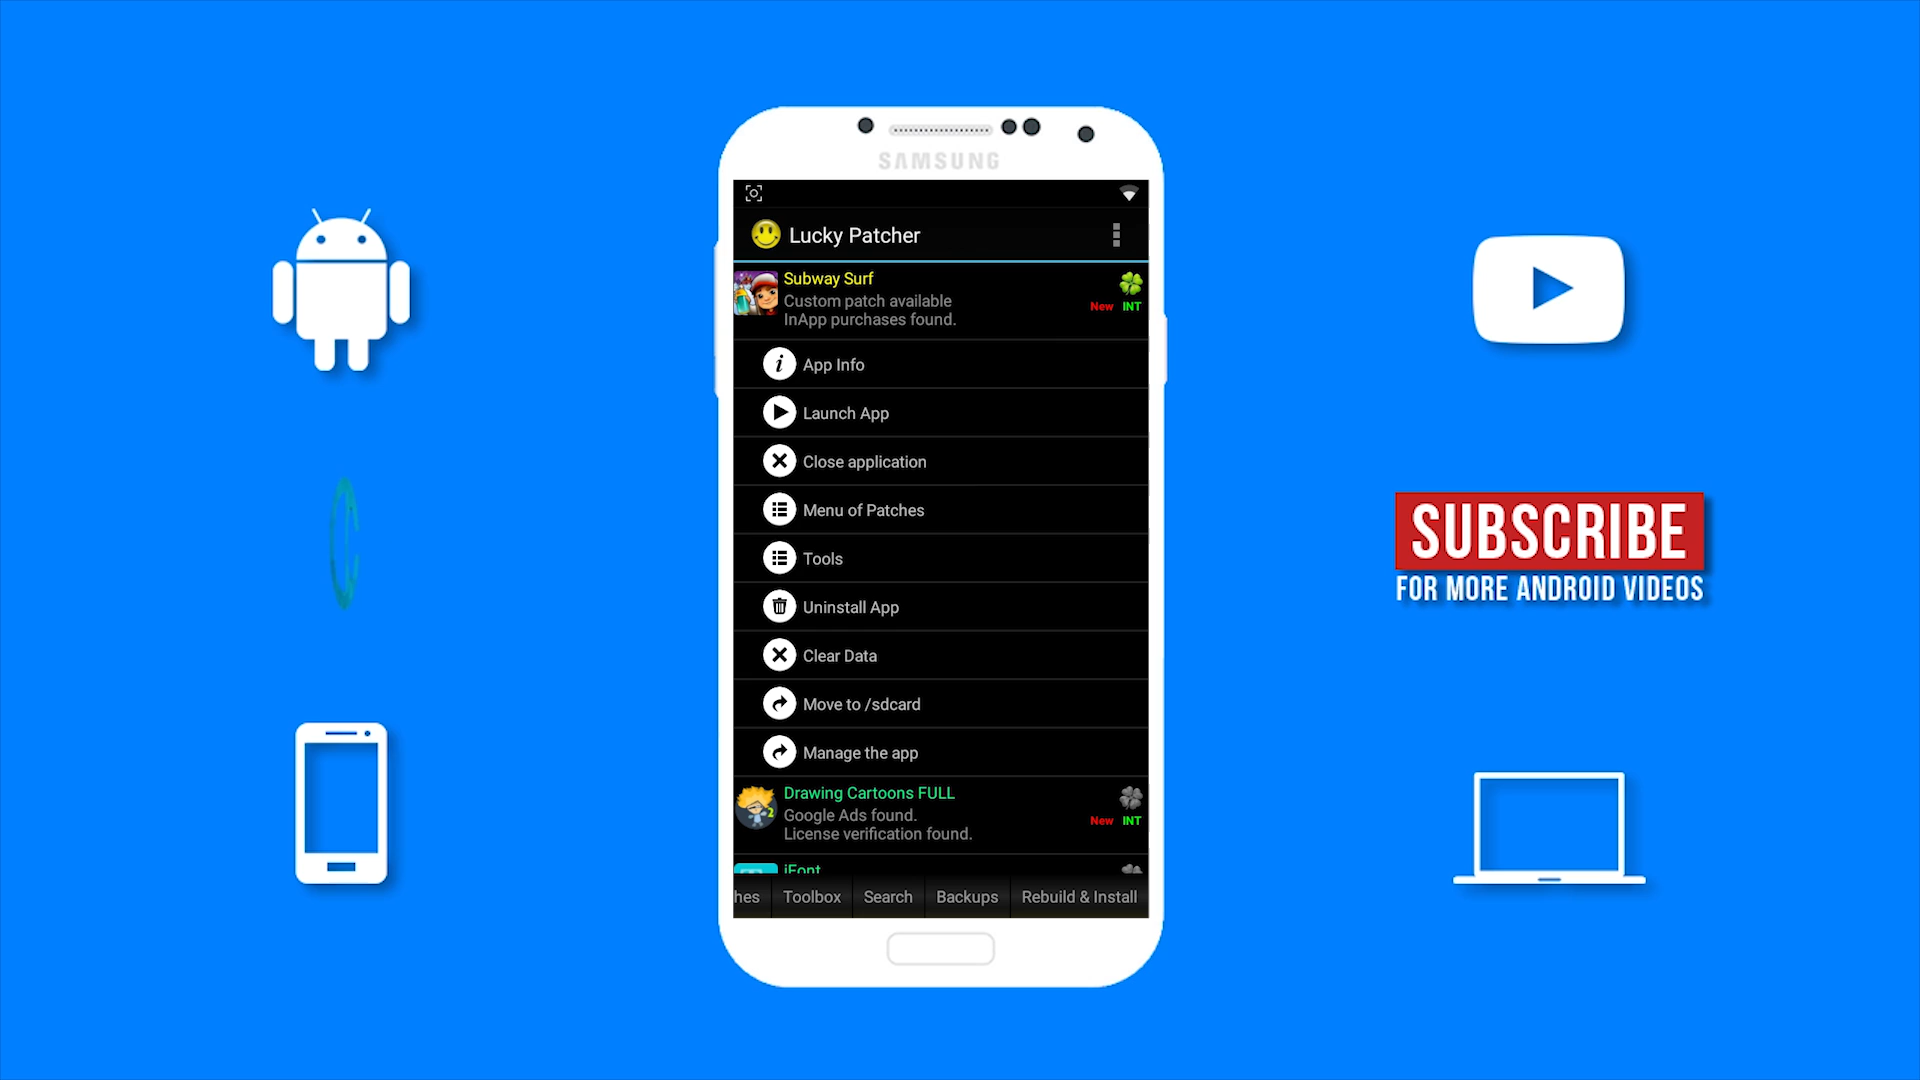 SAMSUNG
Lucky Patcher
Subway Surf
Custom patch available
InApp purchases found.
New INT
App Info
Launch App
Close application
Menu of Patches
Tools
Uninstall App
Clear Data
Move to /sdcard
Manage the app
Drawing Cartoons FULL
Google Ads found.
License verification found.
New INT
iFont
hes Toolbox Search Backups Rebuild & Install
SUBSCRIBE
FOR MORE ANDROID VIDEOS